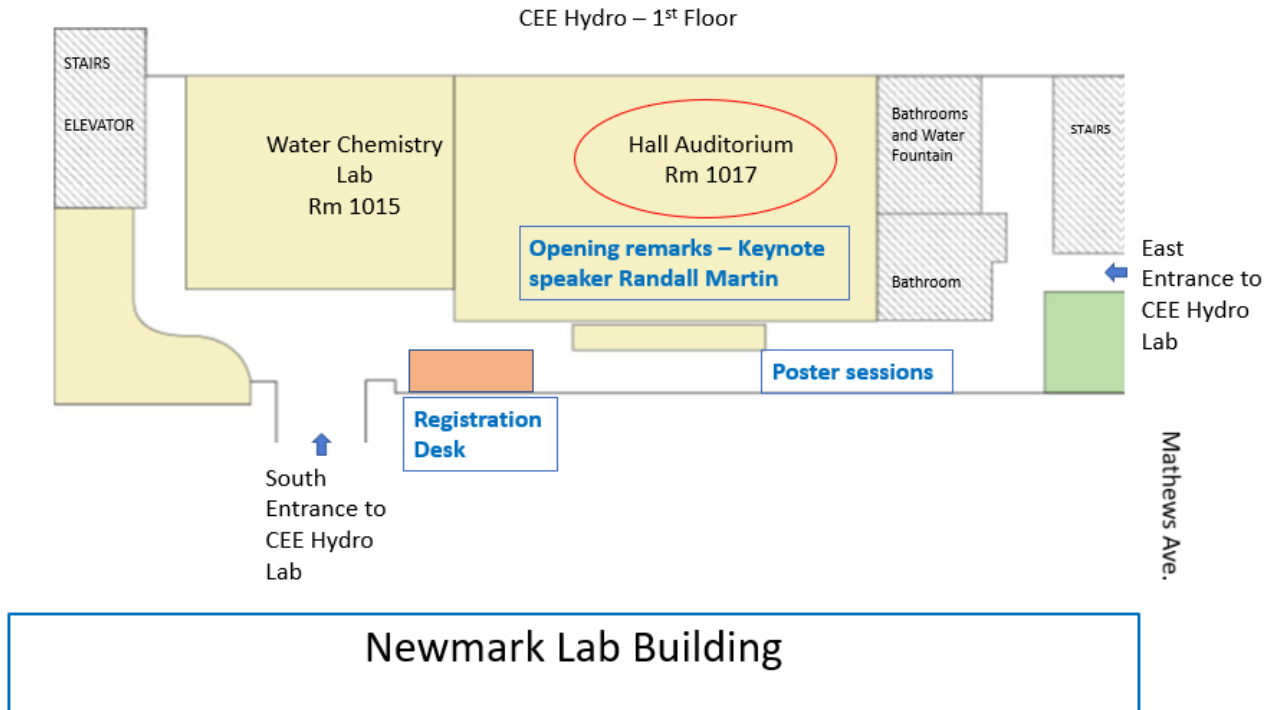 CEE Hydro – 1st Floor
STAIRS
ELEVATOR
Water Chemistry
Lab
Rm 1015
Hall Auditorium
Rm 1017
Opening remarks – Keynote
speaker Randall Martin
Bathrooms
and Water
Fountain
Bathroom
STAIRS
East
Entrance to
CEE Hydro
Lab
Poster sessions
Registration
Desk
South
Entrance to
CEE Hydro
Lab
Mathews Ave.
Newmark Lab Building